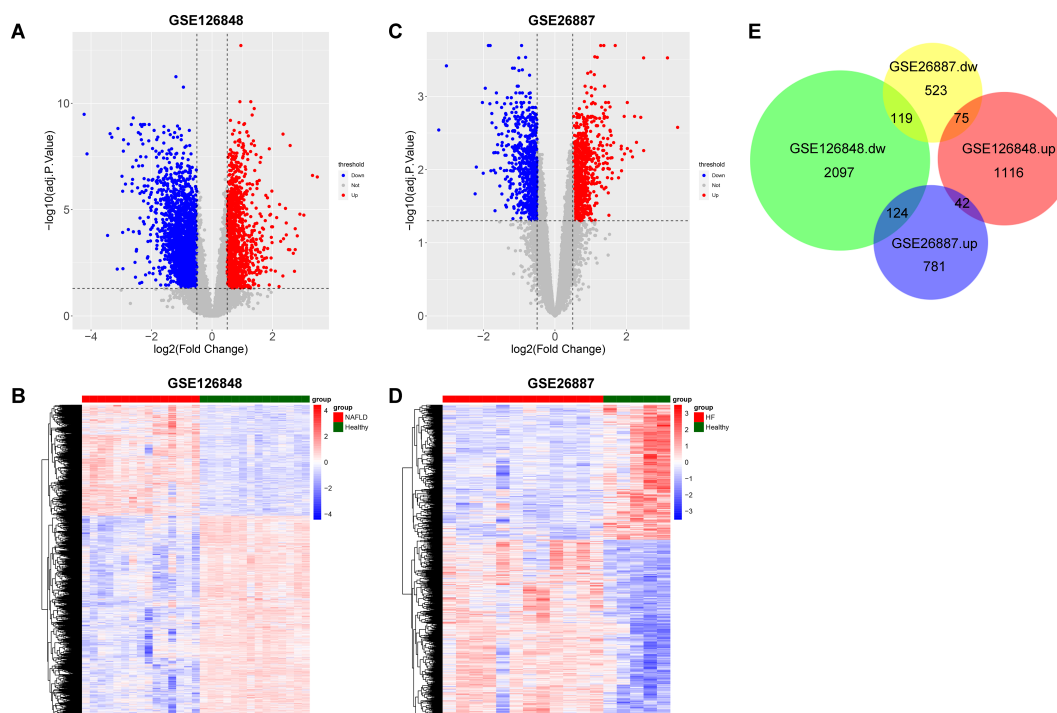 A
GSE126848
10
5
0
−4
−2
0
2
log2(Fold Change)
−log10(adj.P.Value)
threshold
Down
Not
Up
C
GSE26887
3
2
1
0
−2
0
2
log2(Fold Change)
−log10(adj.P.Value)
threshold
Down
Not
Up
E
GSE26887.dw
523
119
75
GSE126848.dw
2097
GSE126848.up
1116
124
42
GSE26887.up
781
B
GSE126848
group
4
2
0
−2
−4
group
NAFLD
Healthy
D
GSE26887
group
3
2
1
0
−1
−2
−3
group
HF
Healthy